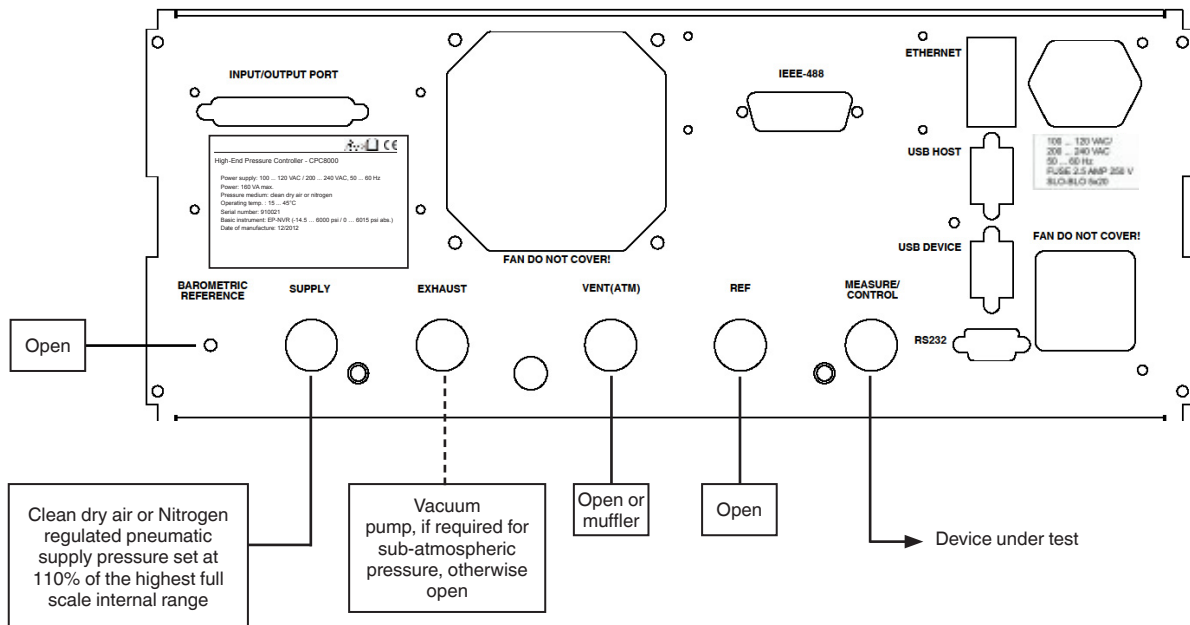 INPUT/OUTPUT PORT
IEEE-488
ETHERNET
CE
High-End Pressure Controller - CPC8000
Power supply: 100 ... 120 VAC / 200 ... 240 VAC, 50 ... 60 Hz
Power: 160 VA max.
Pressure medium: clean dry air or nitrogen
Operating temp. : 15 ... 45°C
Serial number: 910021
Basic instrument: EP-NVR (-14.5 ... 6000 psi / 0 ... 6015 psi abs.)
Date of manufacture: 12/2012
USB HOST
100 ... 120 VAC/
200 ... 240 VAC
50 ... 60 Hz
FUSE 2.5 AMP 250 V
SLO-BLO 5x20
USB DEVICE
FAN DO NOT COVER!
FAN DO NOT COVER!
BAROMETRIC
REFERENCE
SUPPLY
EXHAUST
VENT(ATM)
REF
MEASURE/
CONTROL
RS232
Open
Clean dry air or Nitrogen
regulated pneumatic
supply pressure set at
110% of the highest full
scale internal range
Vacuum
pump, if required for
sub-atmospheric
pressure, otherwise
open
Open or
muffler
Open
Device under test